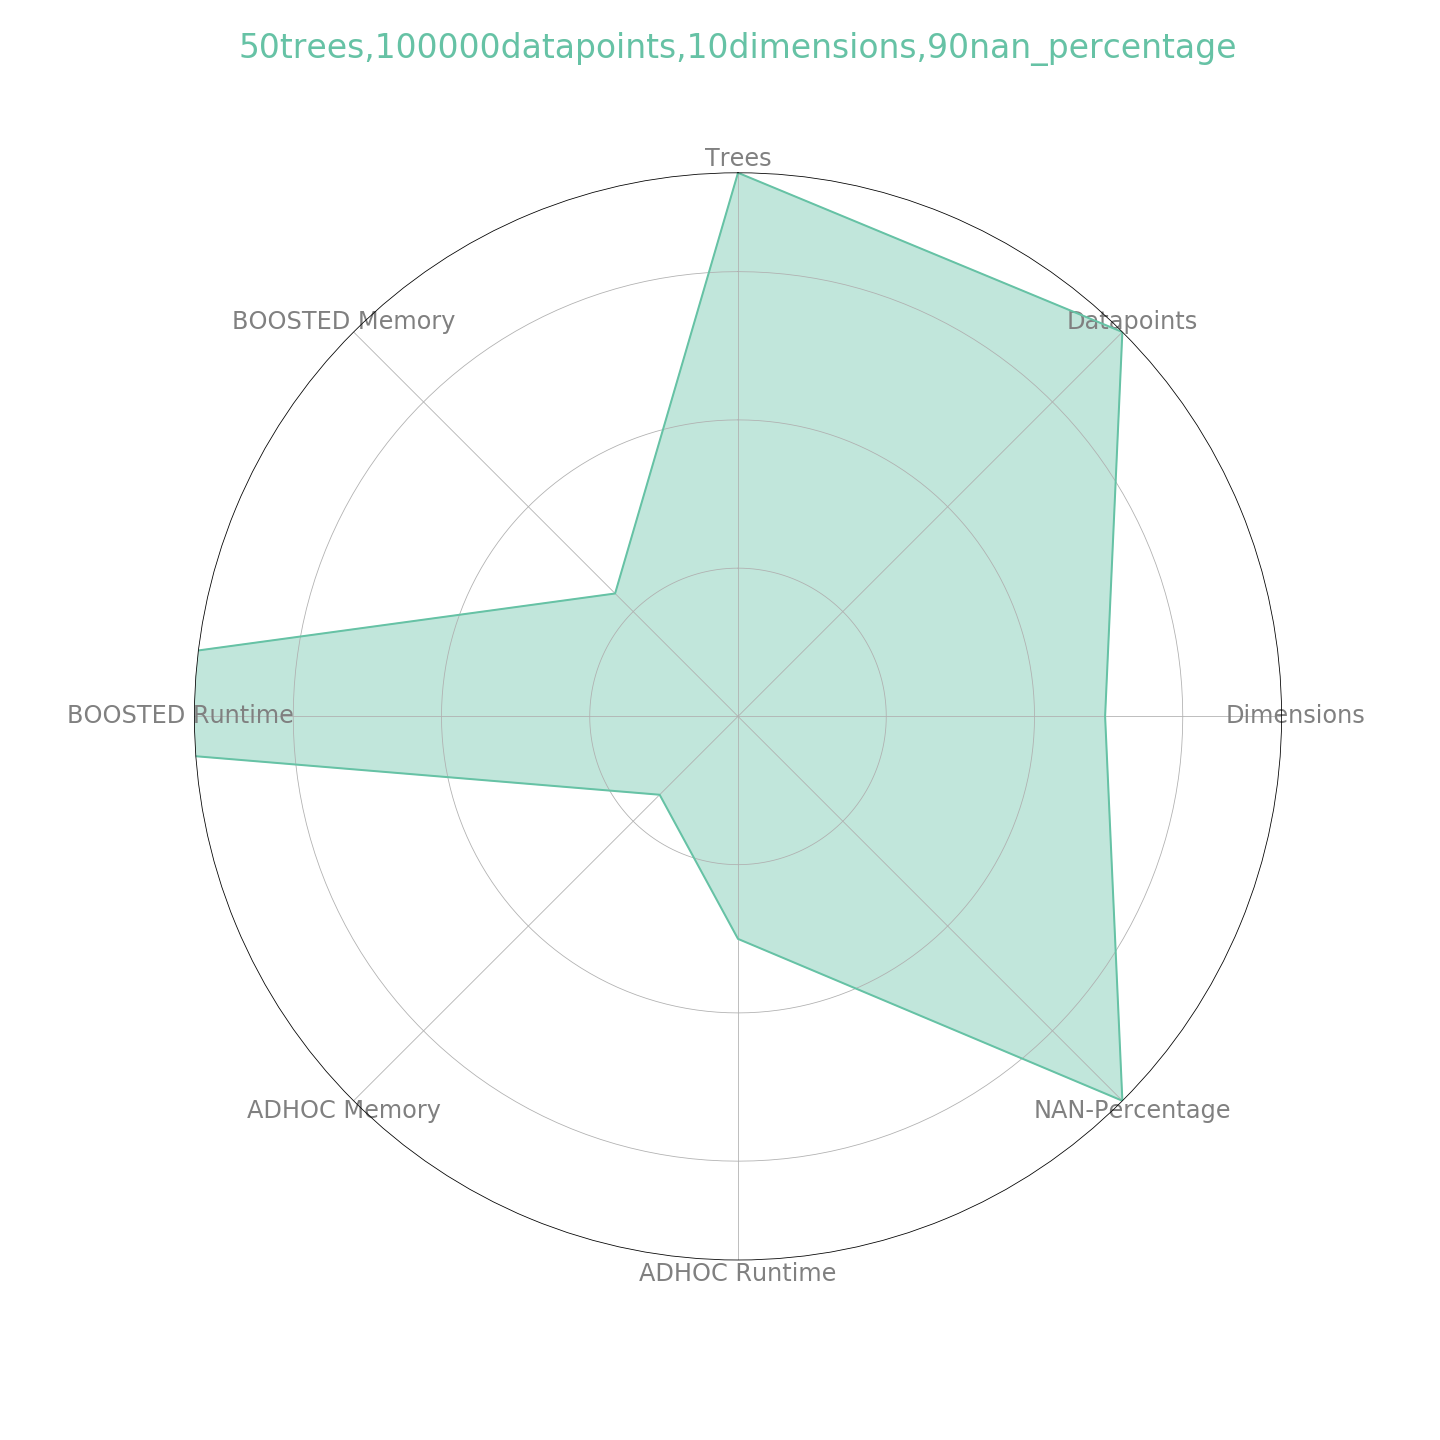 50trees,100000datapoints,10dimensions,90nan_percentage
Trees
BOOSTED Memory
Datapoints
BOOSTED Runtime
Dimensions
ADHOC Memory
NAN-Percentage
ADHOC Runtime